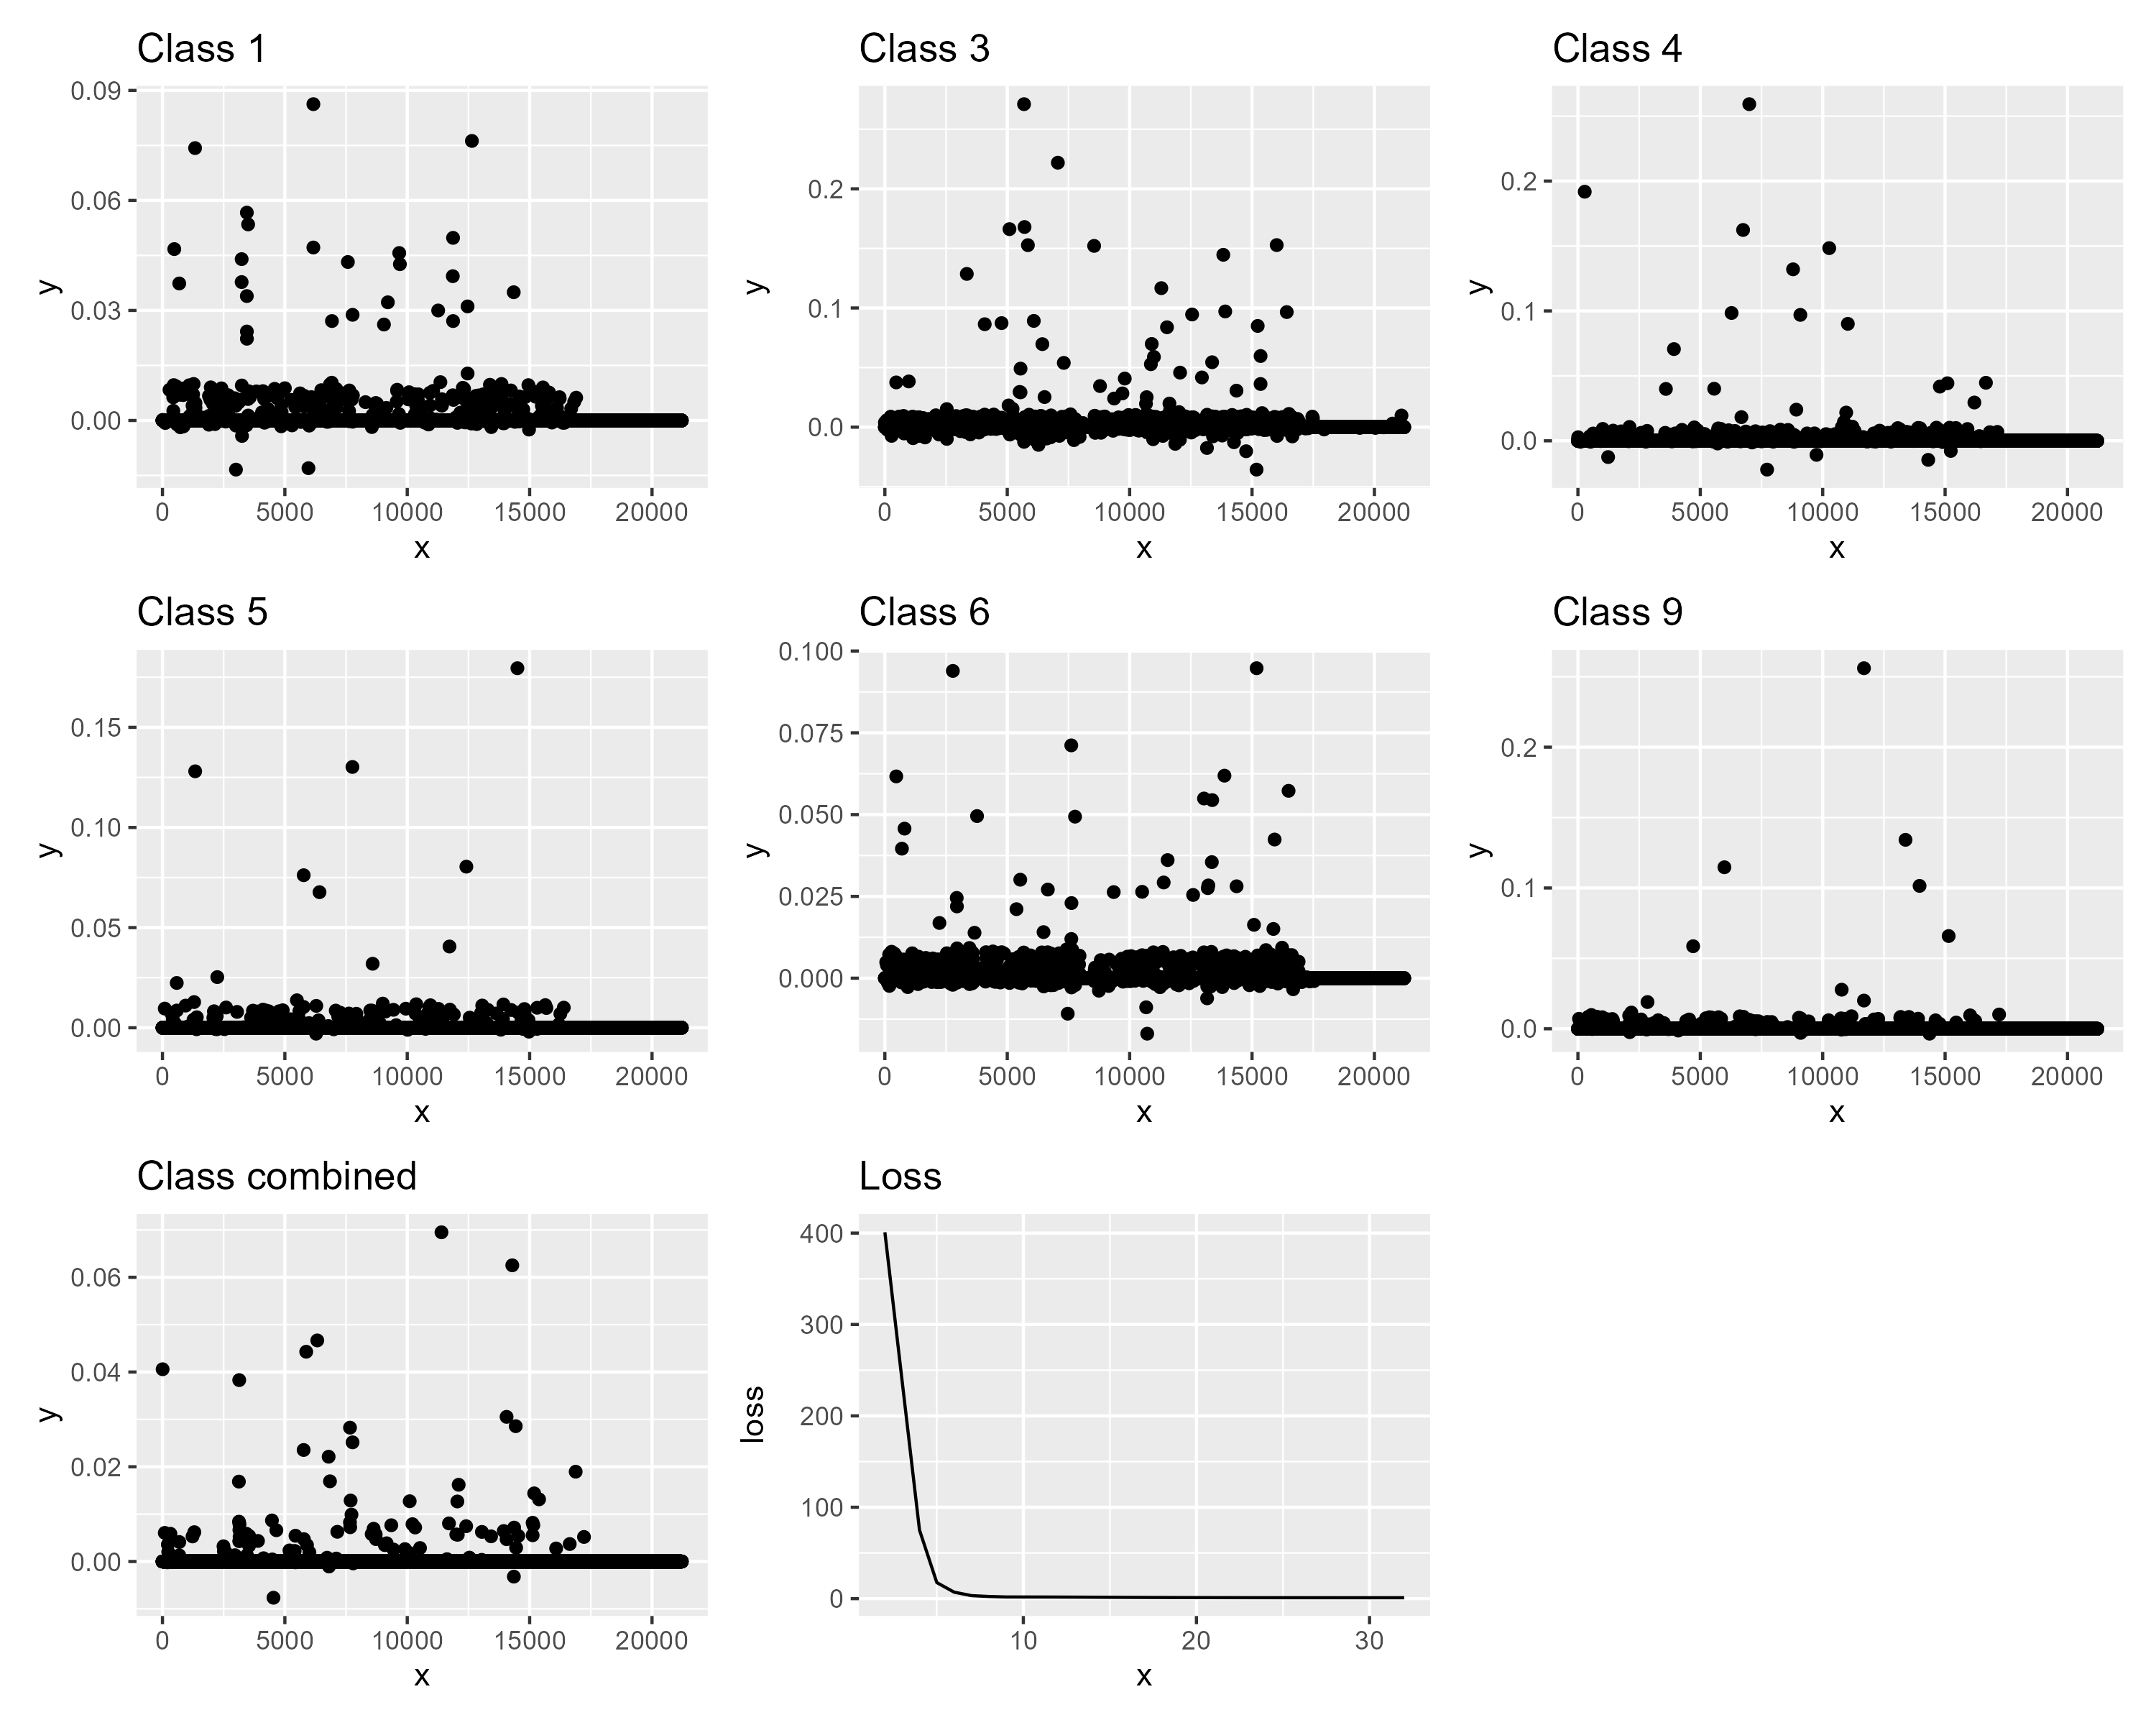 Class 1
0.09
0.06
0.03
0.00
y
0 5000 10000 15000 20000
x
Class 3
0.2
0.1
0.0
y
0 5000 10000 15000 20000
x
Class 4
0.2
0.1
0.0
y
0 5000 10000 15000 20000
x
Class 5
0.15
0.10
0.05
0.00
y
0 5000 10000 15000 20000
x
Class 6
0.100
0.075
0.050
0.025
0.000
y
0 5000 10000 15000 20000
x
Class 9
0.2
0.1
0.0
y
0 5000 10000 15000 20000
x
Class combined
0.06
0.04
0.02
0.00
y
0 5000 10000 15000 20000
x
Loss
400
300
200
100
0
loss
10 20 30
x